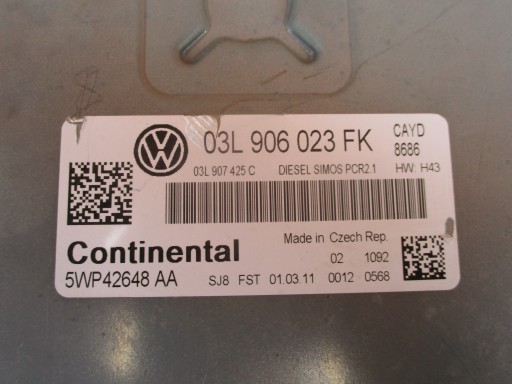 03L 906 023 FK CAYD
8686
03L 907 425 C DIESEL SIMOS PCR2.1 HW: H43
Continental Made in Czech Rep.
02 1092
5WP42648 AA SJ8 FST 01.03.11 0012 0568